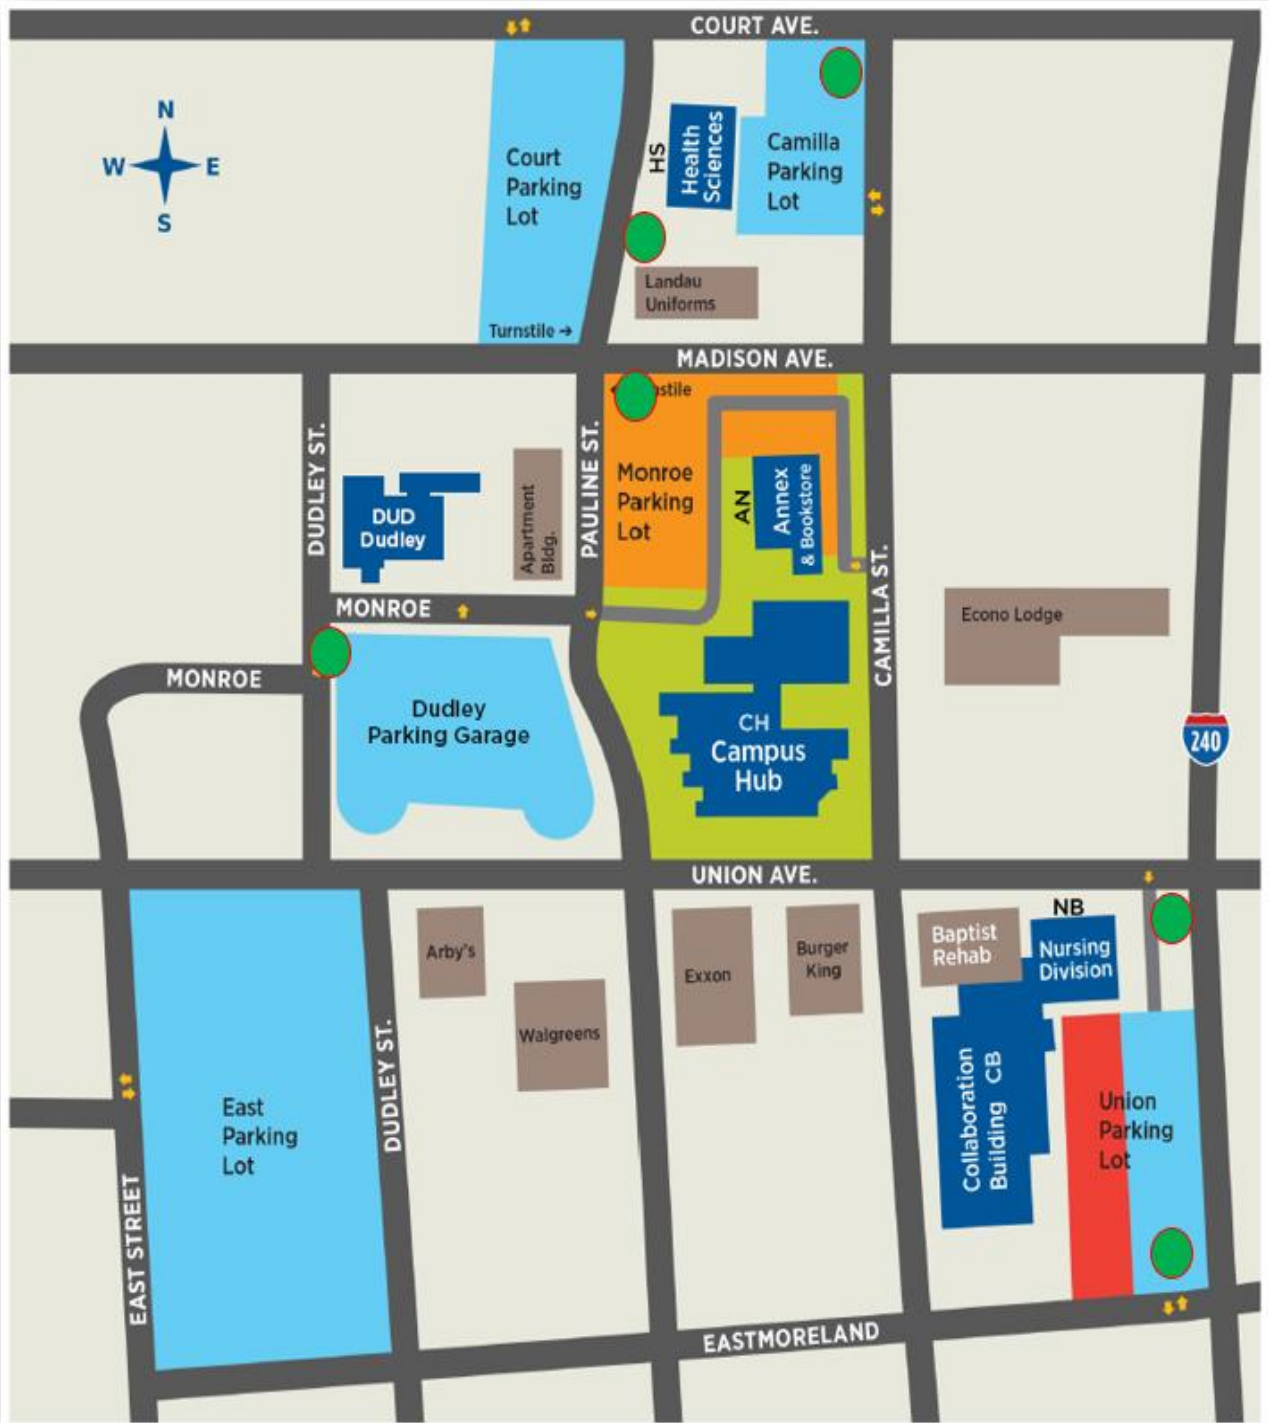 COURT AVE.
N
W E
S
Court
Parking
Lot
Turnstile →
HS
Health
Sciences
Camilla
Parking
Lot
Landau
Uniforms
MADISON AVE.
DUDLEY ST.
DUD
Dudley
Apartment
Bldg.
PAULINE ST.
stile
Monroe
Parking
Lot
AN
Annex
& Bookstore
CAMILLA ST.
Econo Lodge
MONROE
MONROE
Dudley
Parking Garage
CH
Campus
Hub
240
UNION AVE.
Arby's
Walgreens
Exxon
Burger
King
Baptist
Rehab
NB
Nursing
Division
Collaboration
Building CB
Union
Parking
Lot
East
Parking
Lot
DUDLEY ST.
EAST STREET
EASTMORELAND